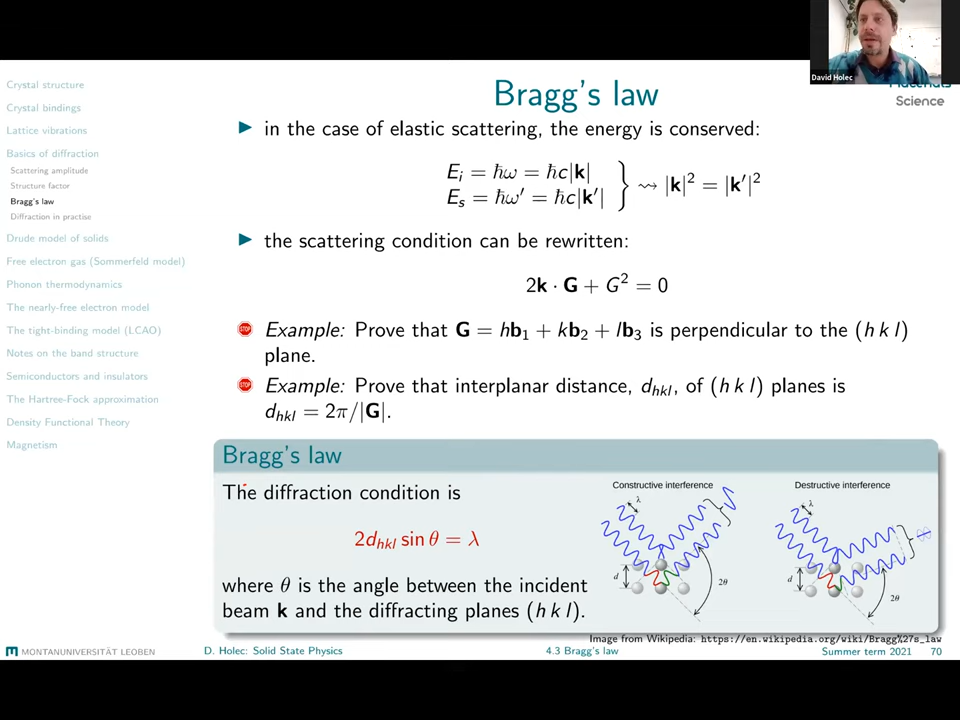 David Holec
Materials
Science
Crystal structure
Crystal bindings
Lattice vibrations
Basics of diffraction
Scattering amplitude
Structure factor
Bragg's law
Diffraction in practise
Drude model of solids
Free electron gas (Sommerfeld model)
Phonon thermodynamics
The nearly-free electron model
The tight-binding model (LCAO)
Notes on the band structure
Semiconductors and insulators
The Hartree-Fock approximation
Density Functional Theory
Magnetism
Bragg's law
▶ in the case of elastic scattering, the energy is conserved:
E_i = ħω = ħc|k|
E_s = ħω′ = ħc|k′|
} ⇝ |k|² = |k′|²
▶ the scattering condition can be rewritten:
2k · G + G² = 0
STOP Example: Prove that G = hb₁ + kb₂ + lb₃ is perpendicular to the (h k l)
plane.
STOP Example: Prove that interplanar distance, d_hkl, of (h k l) planes is
d_hkl = 2π/|G|.
Bragg's law
The diffraction condition is
2d_hkl sin θ = λ
where θ is the angle between the incident
beam k and the diffracting planes (h k l).
Constructive interference
λ
d
2θ
Destructive interference
λ
d
2θ
Image from Wikipedia: https://en.wikipedia.org/wiki/Bragg%27s_law
MONTANUNIVERSITÄT LEOBEN
D. Holec: Solid State Physics
4.3 Bragg's law
Summer term 2021 70